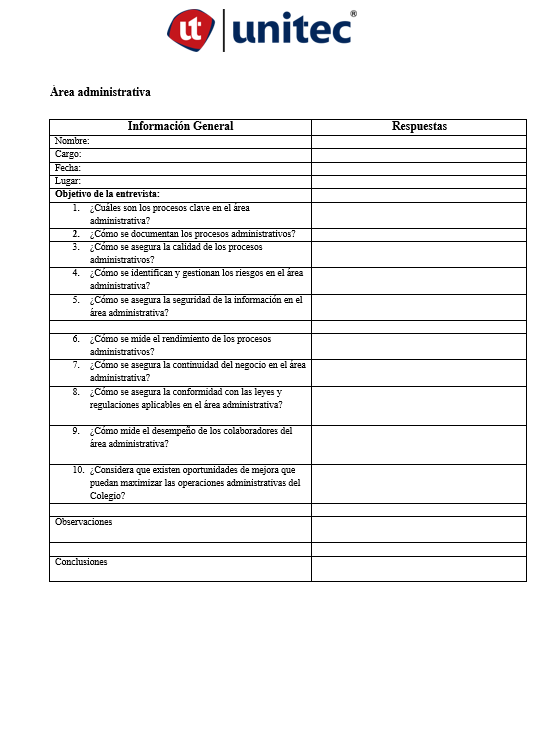 ut unitec®
Área administrativa
Información General Respuestas
Nombre:
Cargo:
Fecha:
Lugar:
Objetivo de la entrevista:
1. ¿Cuáles son los procesos clave en el área
administrativa?
2. ¿Cómo se documentan los procesos administrativos?
3. ¿Cómo se asegura la calidad de los procesos
administrativos?
4. ¿Cómo se identifican y gestionan los riesgos en el área
administrativa?
5. ¿Cómo se asegura la seguridad de la información en el
área administrativa?
6. ¿Cómo se mide el rendimiento de los procesos
administrativos?
7. ¿Cómo se asegura la continuidad del negocio en el área
administrativa?
8. ¿Cómo se asegura la conformidad con las leyes y
regulaciones aplicables en el área administrativa?
9. ¿Cómo mide el desempeño de los colaboradores del
área administrativa?
10. ¿Considera que existen oportunidades de mejora que
puedan maximizar las operaciones administrativas del
Colegio?
Observaciones
Conclusiones